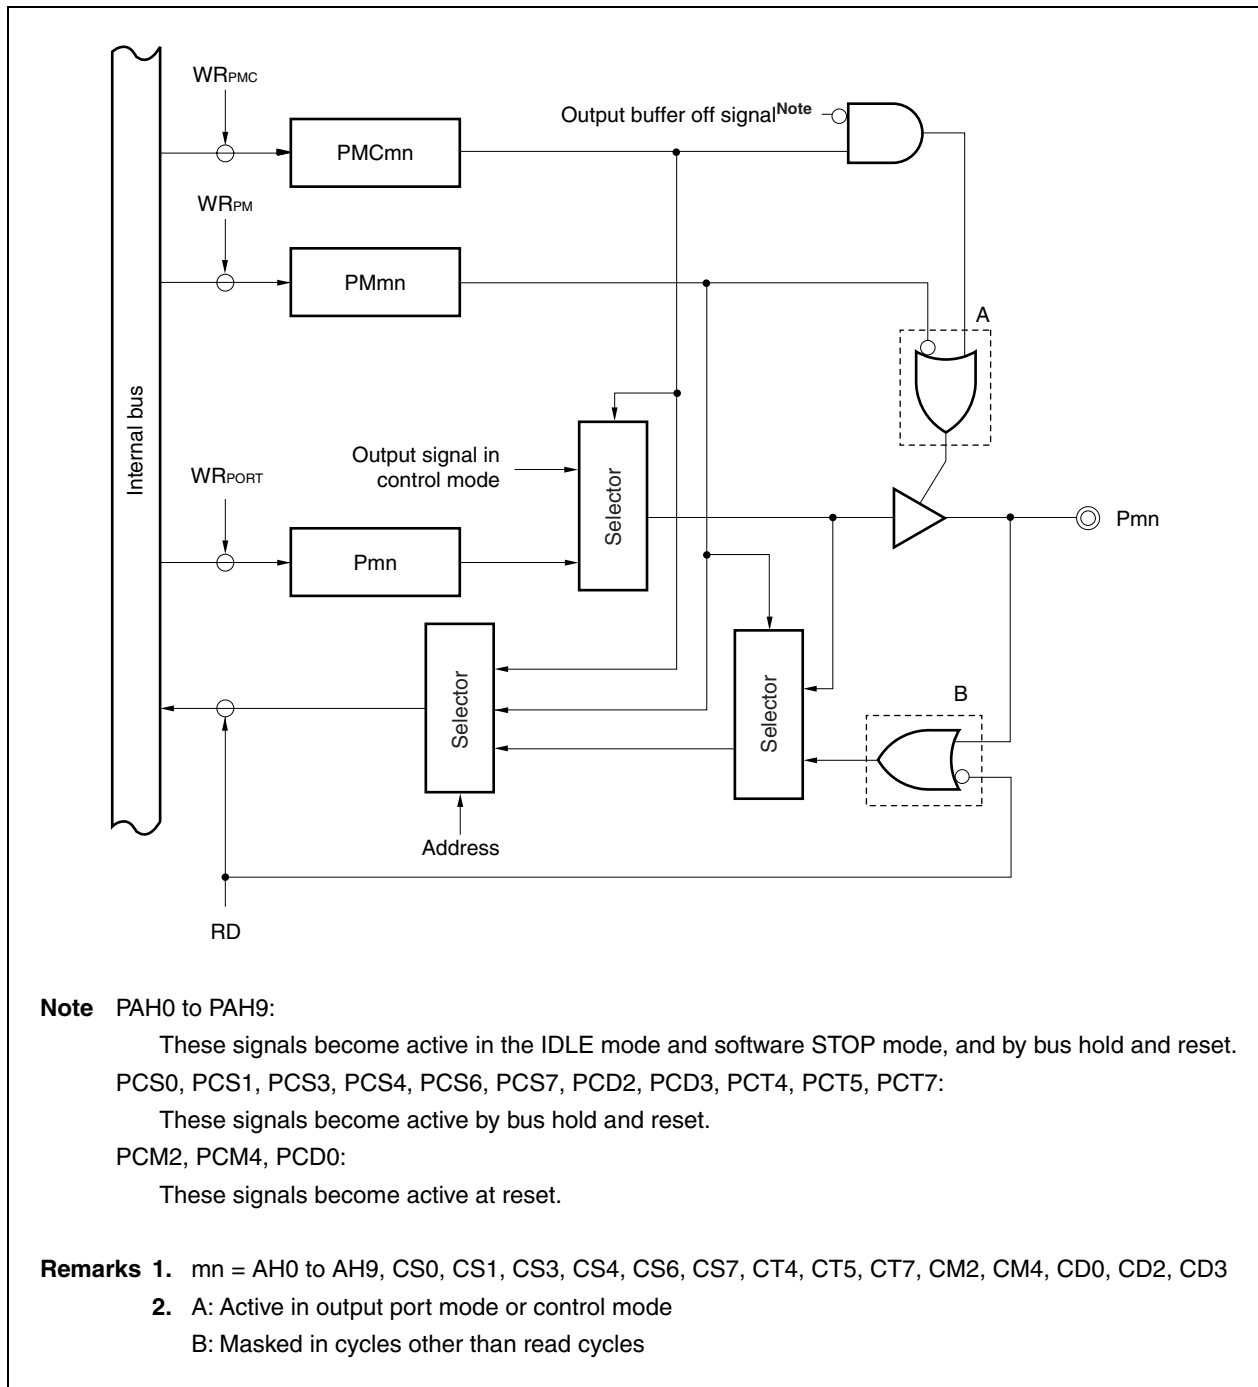 WRPMC
Output buffer off signalNote
PMCmn
WRPM
PMmn
A
Internal bus
Output signal in
control mode
Selector
WRPORT
Pmn
Pmn
Selector
Selector
B
Address
RD
Note PAH0 to PAH9:
These signals become active in the IDLE mode and software STOP mode, and by bus hold and reset.
PCS0, PCS1, PCS3, PCS4, PCS6, PCS7, PCD2, PCD3, PCT4, PCT5, PCT7:
These signals become active by bus hold and reset.
PCM2, PCM4, PCD0:
These signals become active at reset.
Remarks 1. mn = AH0 to AH9, CS0, CS1, CS3, CS4, CS6, CS7, CT4, CT5, CT7, CM2, CM4, CD0, CD2, CD3
2. A: Active in output port mode or control mode
B: Masked in cycles other than read cycles